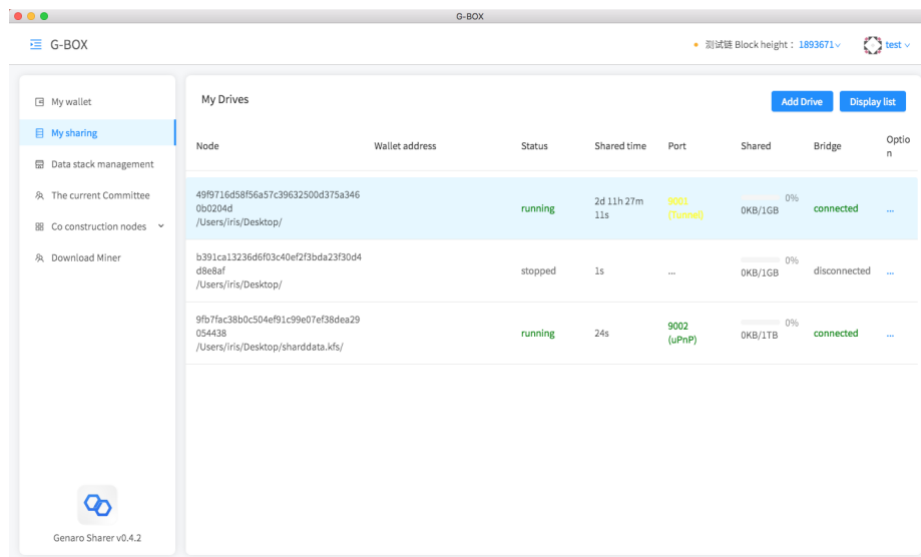 G-BOX
G-BOX
测试链 Block height： 1893671
test
My wallet
My sharing
Data stack management
The current Committee
Co construction nodes
Download Miner
Genaro Sharer v0.4.2
My Drives
Add Drive
Display list
Node Wallet address Status Shared time Port Shared Bridge Optio
n
49f9716d58f56a57c39632500d375a346
0b0204d
/Users/iris/Desktop/
running
2d 11h 27m
11s
9001
(Tunnel)
0%
0KB/1GB
connected
...
b391ca13236d6f03c40ef2f3bda23f30d4
d8e8af
/Users/iris/Desktop/
stopped
1s
...
0%
0KB/1GB
disconnected
...
9fb7fac38b0c504ef91c99e07ef38dea29
054438
/Users/iris/Desktop/sharddata.kfs/
running
24s
9002
(uPnP)
0%
0KB/1TB
connected
...